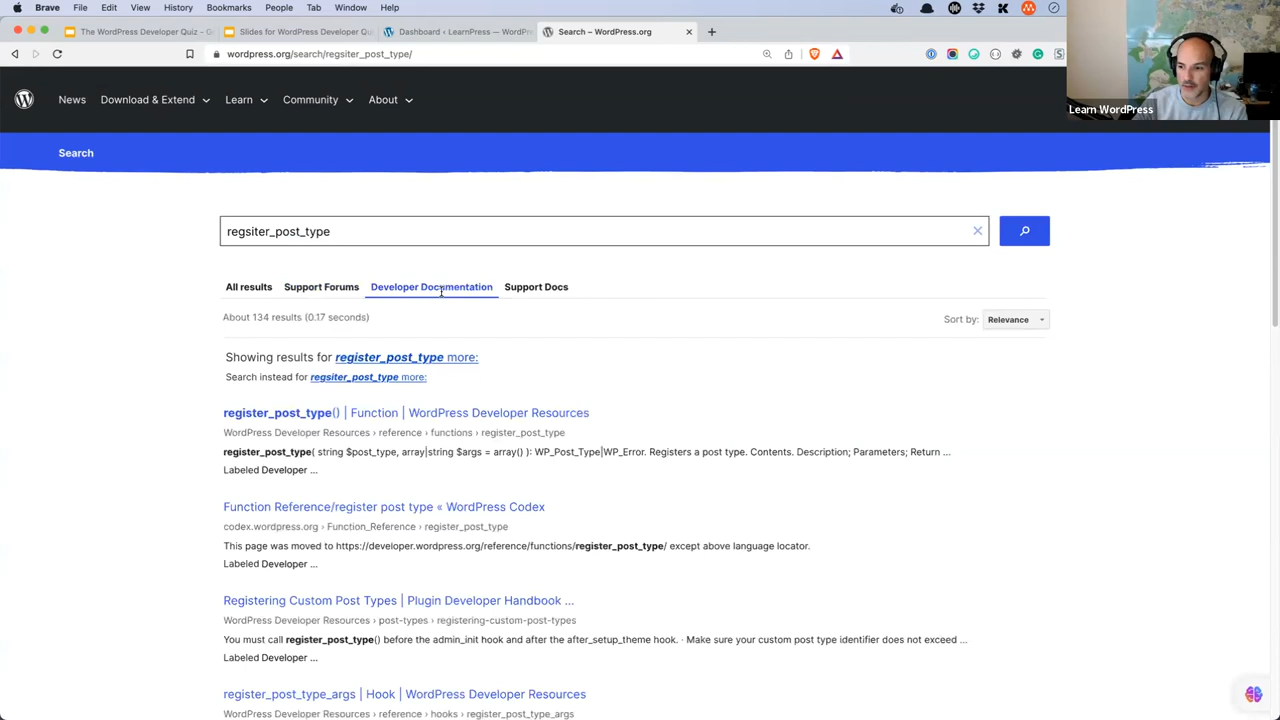 Brave File Edit View History Bookmarks People Tab Window Help
The WordPress Developer Quiz - G
Slides for WordPress Developer Qu
Dashboard ‹ LearnPress — WordPr
Search – WordPress.org
wordpress.org/search/regsiter_post_type/
Learn WordPress
News Download & Extend Learn Community About
Search
regsiter_post_type
All results Support Forums Developer Documentation Support Docs
About 134 results (0.17 seconds)
Sort by: Relevance
Showing results for register_post_type more:
Search instead for regsiter_post_type more:
register_post_type() | Function | WordPress Developer Resources
WordPress Developer Resources › reference › functions › register_post_type
register_post_type( string $post_type, array|string $args = array() ): WP_Post_Type|WP_Error. Registers a post type. Contents. Description; Parameters; Return ...
Labeled Developer ...
Function Reference/register post type « WordPress Codex
codex.wordpress.org › Function_Reference › register_post_type
This page was moved to https://developer.wordpress.org/reference/functions/register_post_type/ except above language locator.
Labeled Developer ...
Registering Custom Post Types | Plugin Developer Handbook ...
WordPress Developer Resources › post-types › registering-custom-post-types
You must call register_post_type() before the admin_init hook and after the after_setup_theme hook. · Make sure your custom post type identifier does not exceed ...
Labeled Developer ...
register_post_type_args | Hook | WordPress Developer Resources
WordPress Developer Resources › reference › hooks › register_post_type_args